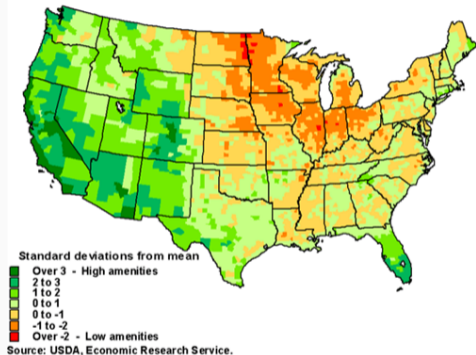 Standard deviations from mean
Over 3 - High amenities
2 to 3
1 to 2
0 to 1
0 to -1
-1 to -2
Over -2 - Low amenities
Source: USDA, Economic Research Service.